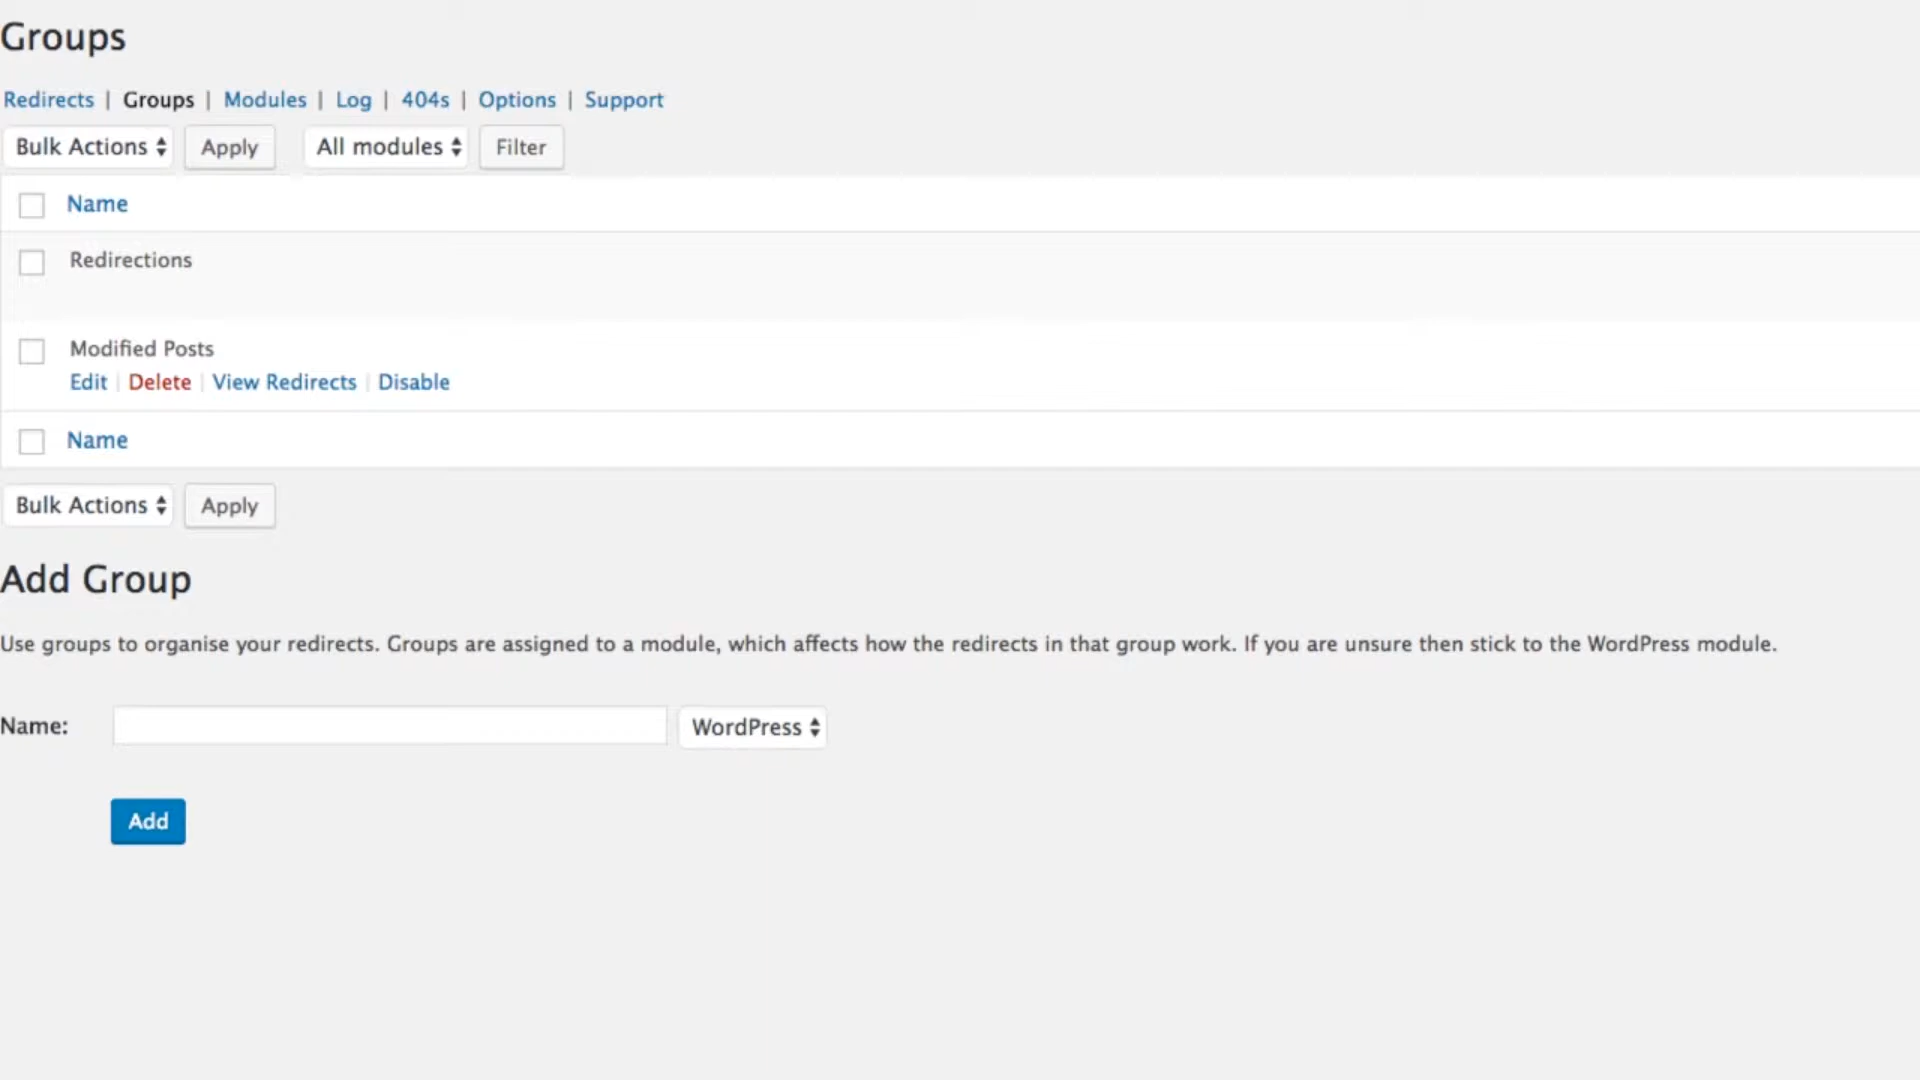 Groups
Redirects | Groups | Modules | Log | 404s | Options | Support
Bulk Actions Apply All modules Filter
Name
Redirections
Modified Posts
Edit | Delete | View Redirects | Disable
Name
Bulk Actions Apply
Add Group
Use groups to organise your redirects. Groups are assigned to a module, which affects how the redirects in that group work. If you are unsure then stick to the WordPress module.
Name: WordPress
Add